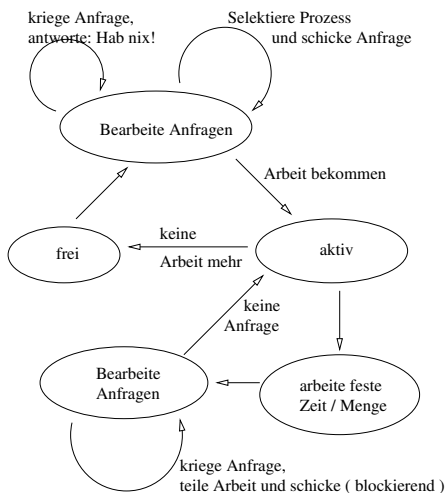 kriege Anfrage,
antworte: Hab nix!
Selektiere Prozess
und schicke Anfrage
Bearbeite Anfragen
Arbeit bekommen
frei
keine
Arbeit mehr
aktiv
keine
Anfrage
Bearbeite
Anfragen
arbeite feste
Zeit / Menge
kriege Anfrage,
teile Arbeit und schicke ( blockierend )